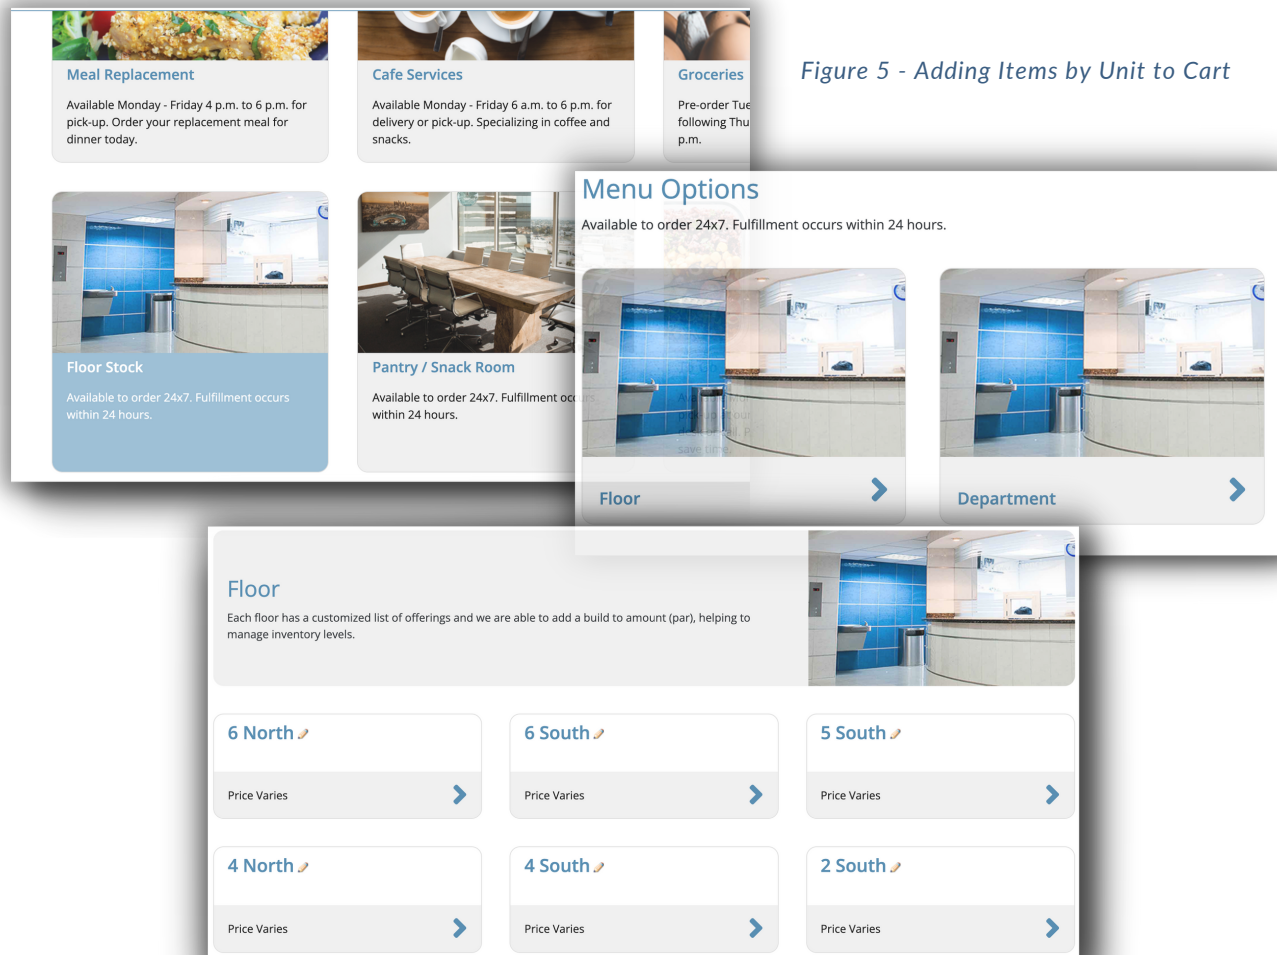 Figure 5 - Adding Items by Unit to Cart
Meal Replacement
Available Monday - Friday 4 p.m. to 6 p.m. for
pick-up. Order your replacement meal for
dinner today.
Cafe Services
Available Monday - Friday 6 a.m. to 6 p.m. for
delivery or pick-up. Specializing in coffee and
snacks.
Groceries
Pre-order Tue
following Thu
p.m.
Floor Stock
Available to order 24x7. Fulfillment occurs
within 24 hours.
Pantry / Snack Room
Available to order 24x7. Fulfillment occurs
within 24 hours.
Menu Options
Available to order 24x7. Fulfillment occurs within 24 hours.
save time.
Floor
Department
Floor
Each floor has a customized list of offerings and we are able to add a build to amount (par), helping to
manage inventory levels.
6 North
Price Varies
6 South
Price Varies
5 South
Price Varies
4 North
Price Varies
4 South
Price Varies
2 South
Price Varies